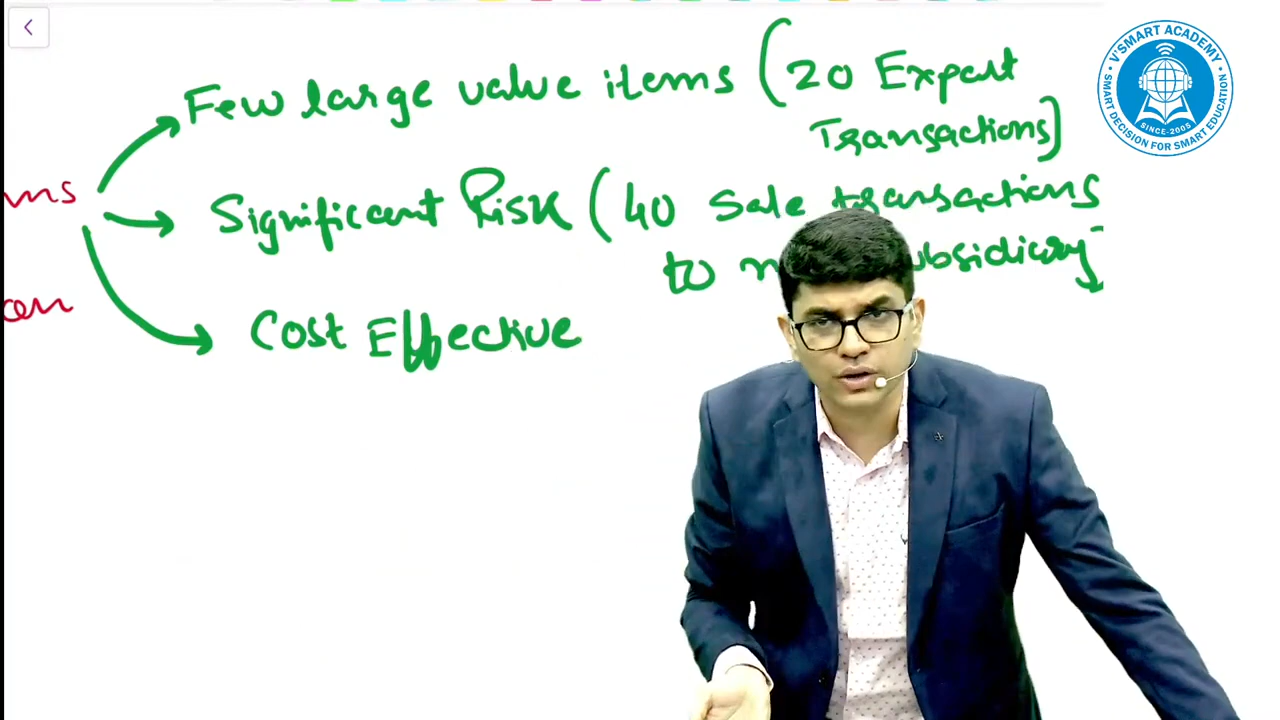 Few large value items (20 Export
Transactions)
ms
Significant Risk (40 Sale transactions
to ubsidiary
Cost Effective
V'SMART ACADEMY
SINCE-2005
SMART DECISION FOR SMART EDUCATION